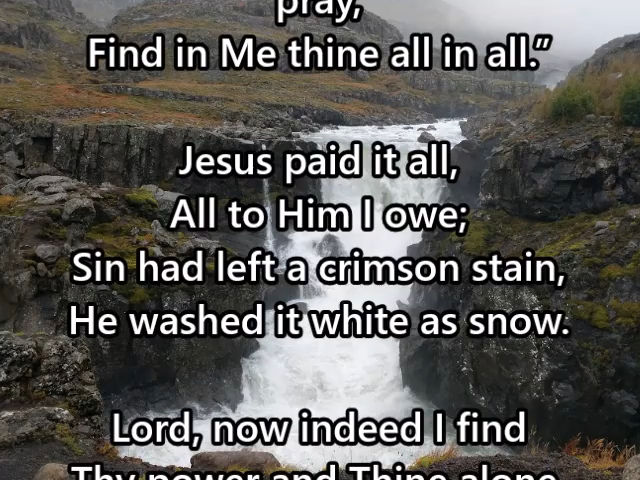 pray,
Find in Me thine all in all.”
Jesus paid it all,
All to Him I owe;
Sin had left a crimson stain,
He washed it white as snow.
Lord, now indeed I find
Thy power and Thine alone,